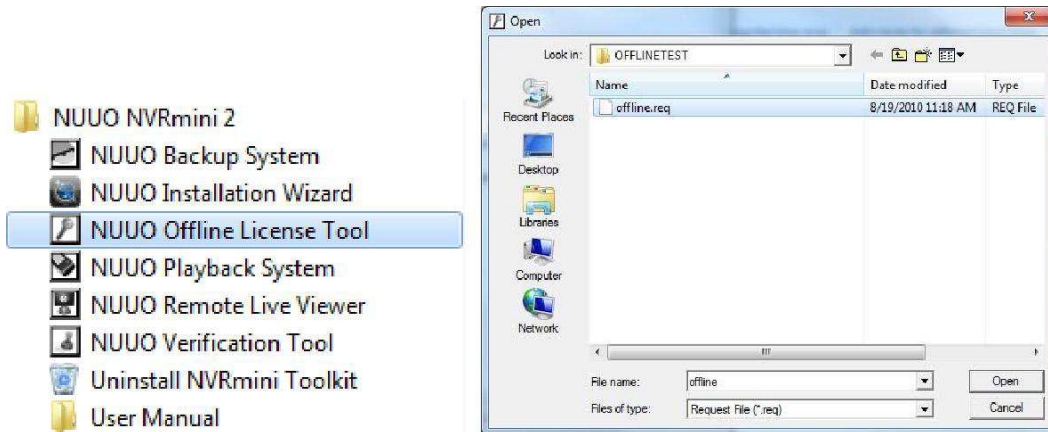 NUUO NVRmini 2
NUUO Backup System
NUUO Installation Wizard
NUUO Offline License Tool
NUUO Playback System
NUUO Remote Live Viewer
NUUO Verification Tool
Uninstall NVRmini Toolkit
User Manual
Open
Look in: OFFLINETEST
Name Date modified Type
offline.req 8/19/2010 11:18 AM REQ File
Recent Places
Desktop
Libraries
Computer
Network
File name: offline Open
Files of type: Request File (*.req) Cancel